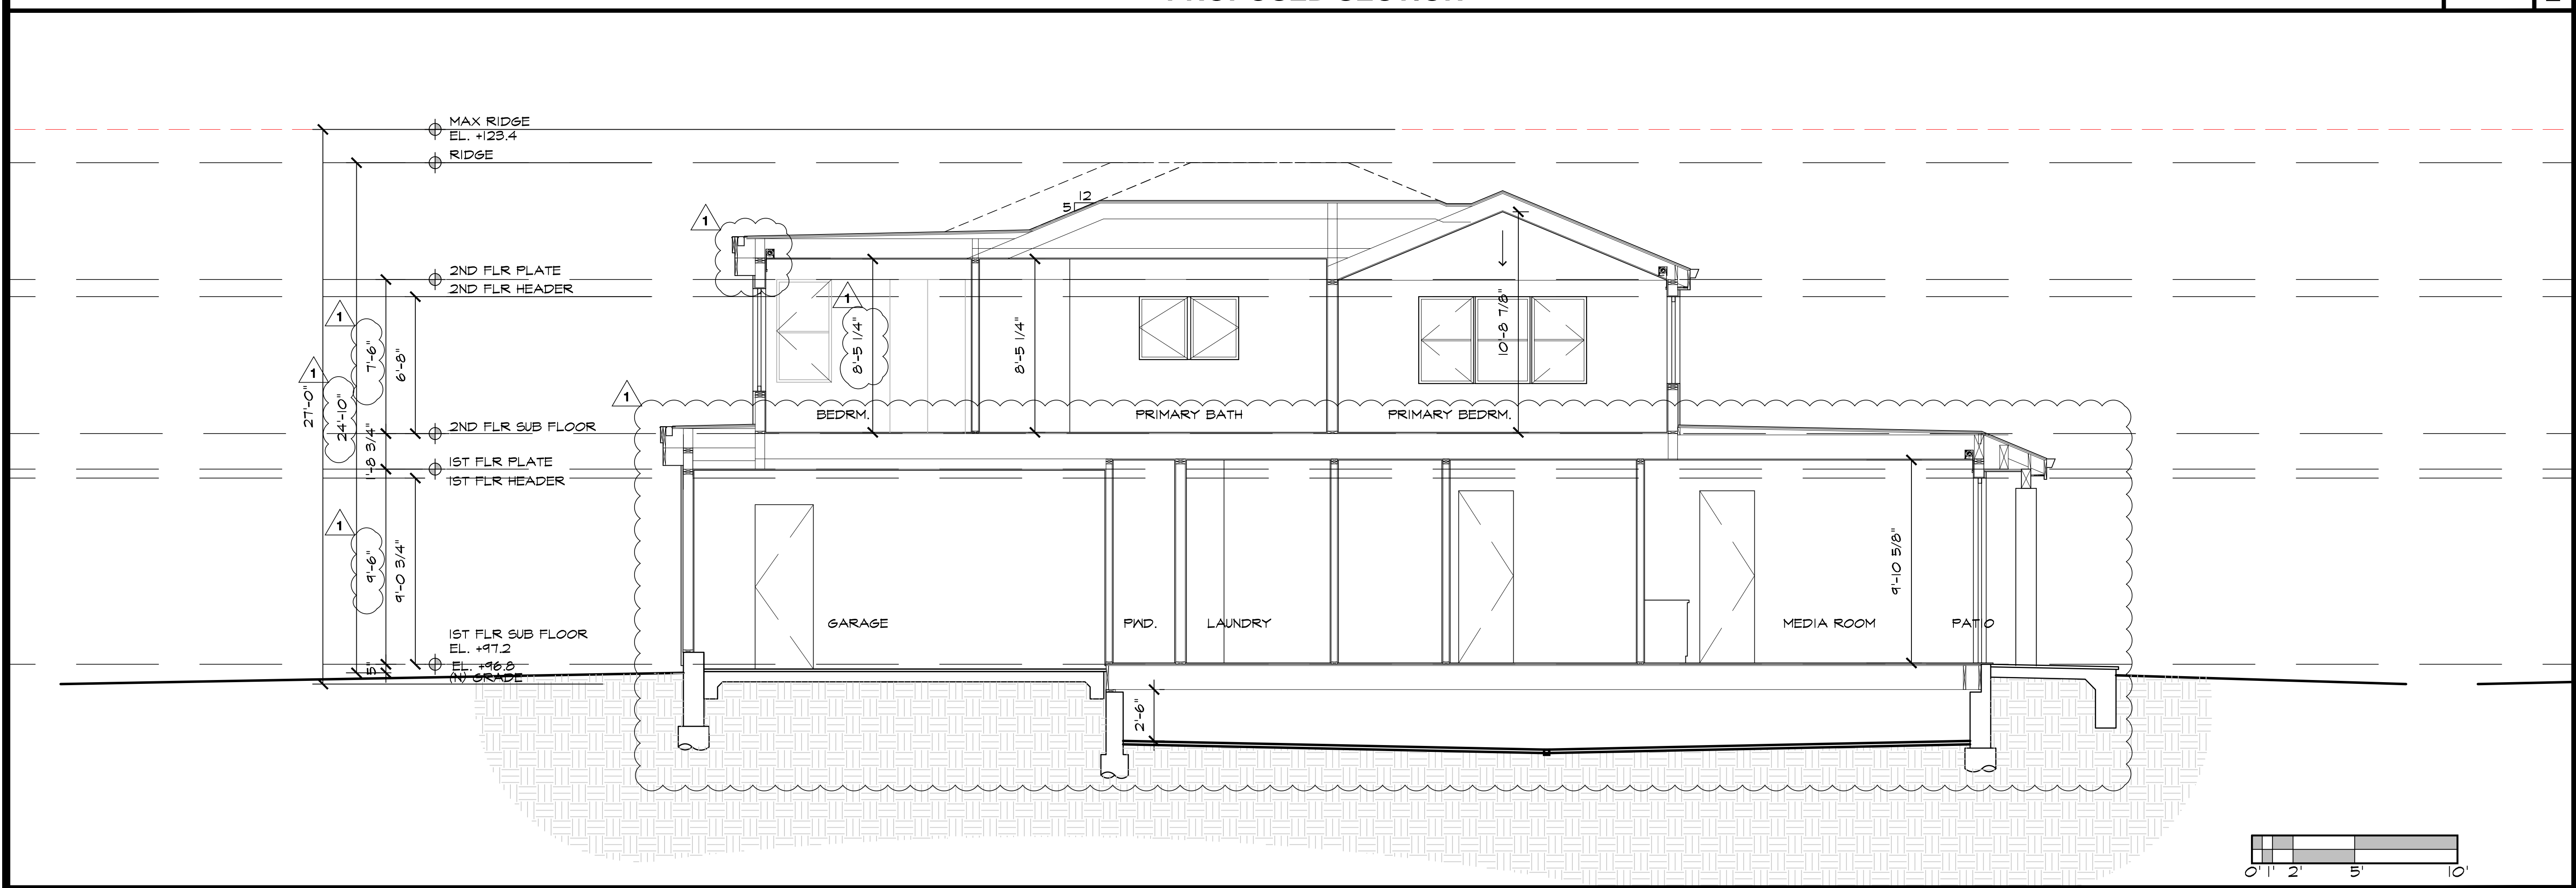 MAX RIDGE
EL. +123.4
RIDGE
12
5
1
2ND FLR PLATE
2ND FLR HEADER
1
1
7'-6"
6'-8"
8'-5 1/4"
8'-5 1/4"
10'-8 7/8"
1
27'-0"
24'-10"
1
BEDRM.
PRIMARY BATH
PRIMARY BEDRM.
2ND FLR SUB FLOOR
1'-8 3/4"
1ST FLR PLATE
1ST FLR HEADER
1
9'-6"
9'-0 3/4"
9'-10 5/8"
GARAGE
PWD.
LAUNDRY
MEDIA ROOM
PATIO
1ST FLR SUB FLOOR
EL. +97.2
EL. +96.8
(N) GRADE
5"
2'-6"
0' 1' 2' 5' 10'